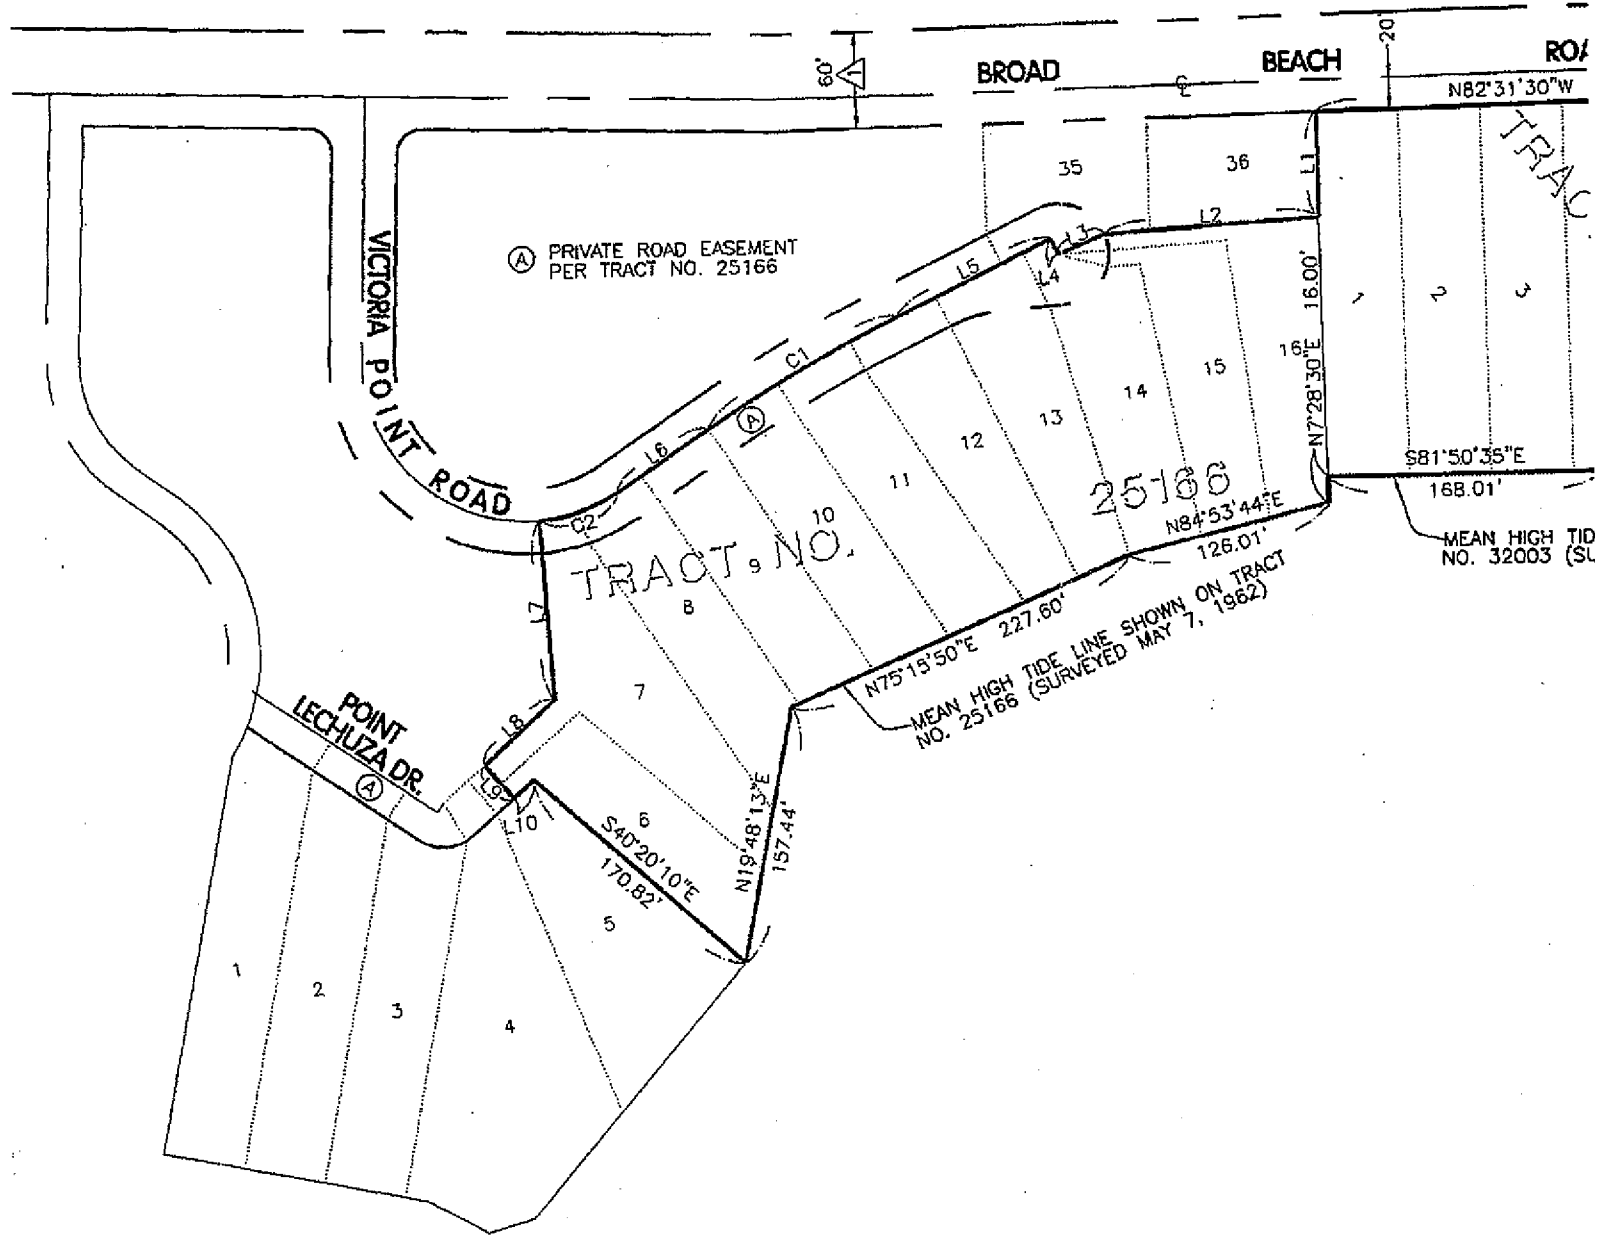 BROAD BEACH ROA
60'
1
20'
℄
N82°31'30"W
TRAC
35
36
L1
L2
L3
L4
L5
C1
L6
C2
L7
L8
L9
L10
VICTORIA POINT ROAD
Ⓐ PRIVATE ROAD EASEMENT
PER TRACT NO. 25166
Ⓐ
N7°28'30"E 16.00'
1
2
3
16
15
14
13
12
11
10
9
8
7
6
5
4
3
2
1
S81°50'35"E
168.01'
MEAN HIGH TID
NO. 32003 (SU
TRACT NO.
25166
N84°53'44"E
126.01'
N75°15'50"E 227.60'
MEAN HIGH TIDE LINE SHOWN ON TRACT
NO. 25166 (SURVEYED MAY 7, 1962)
POINT
LECHUZA DR.
Ⓐ
N19°48'13"E
157.44'
S40°20'10"E
170.82'